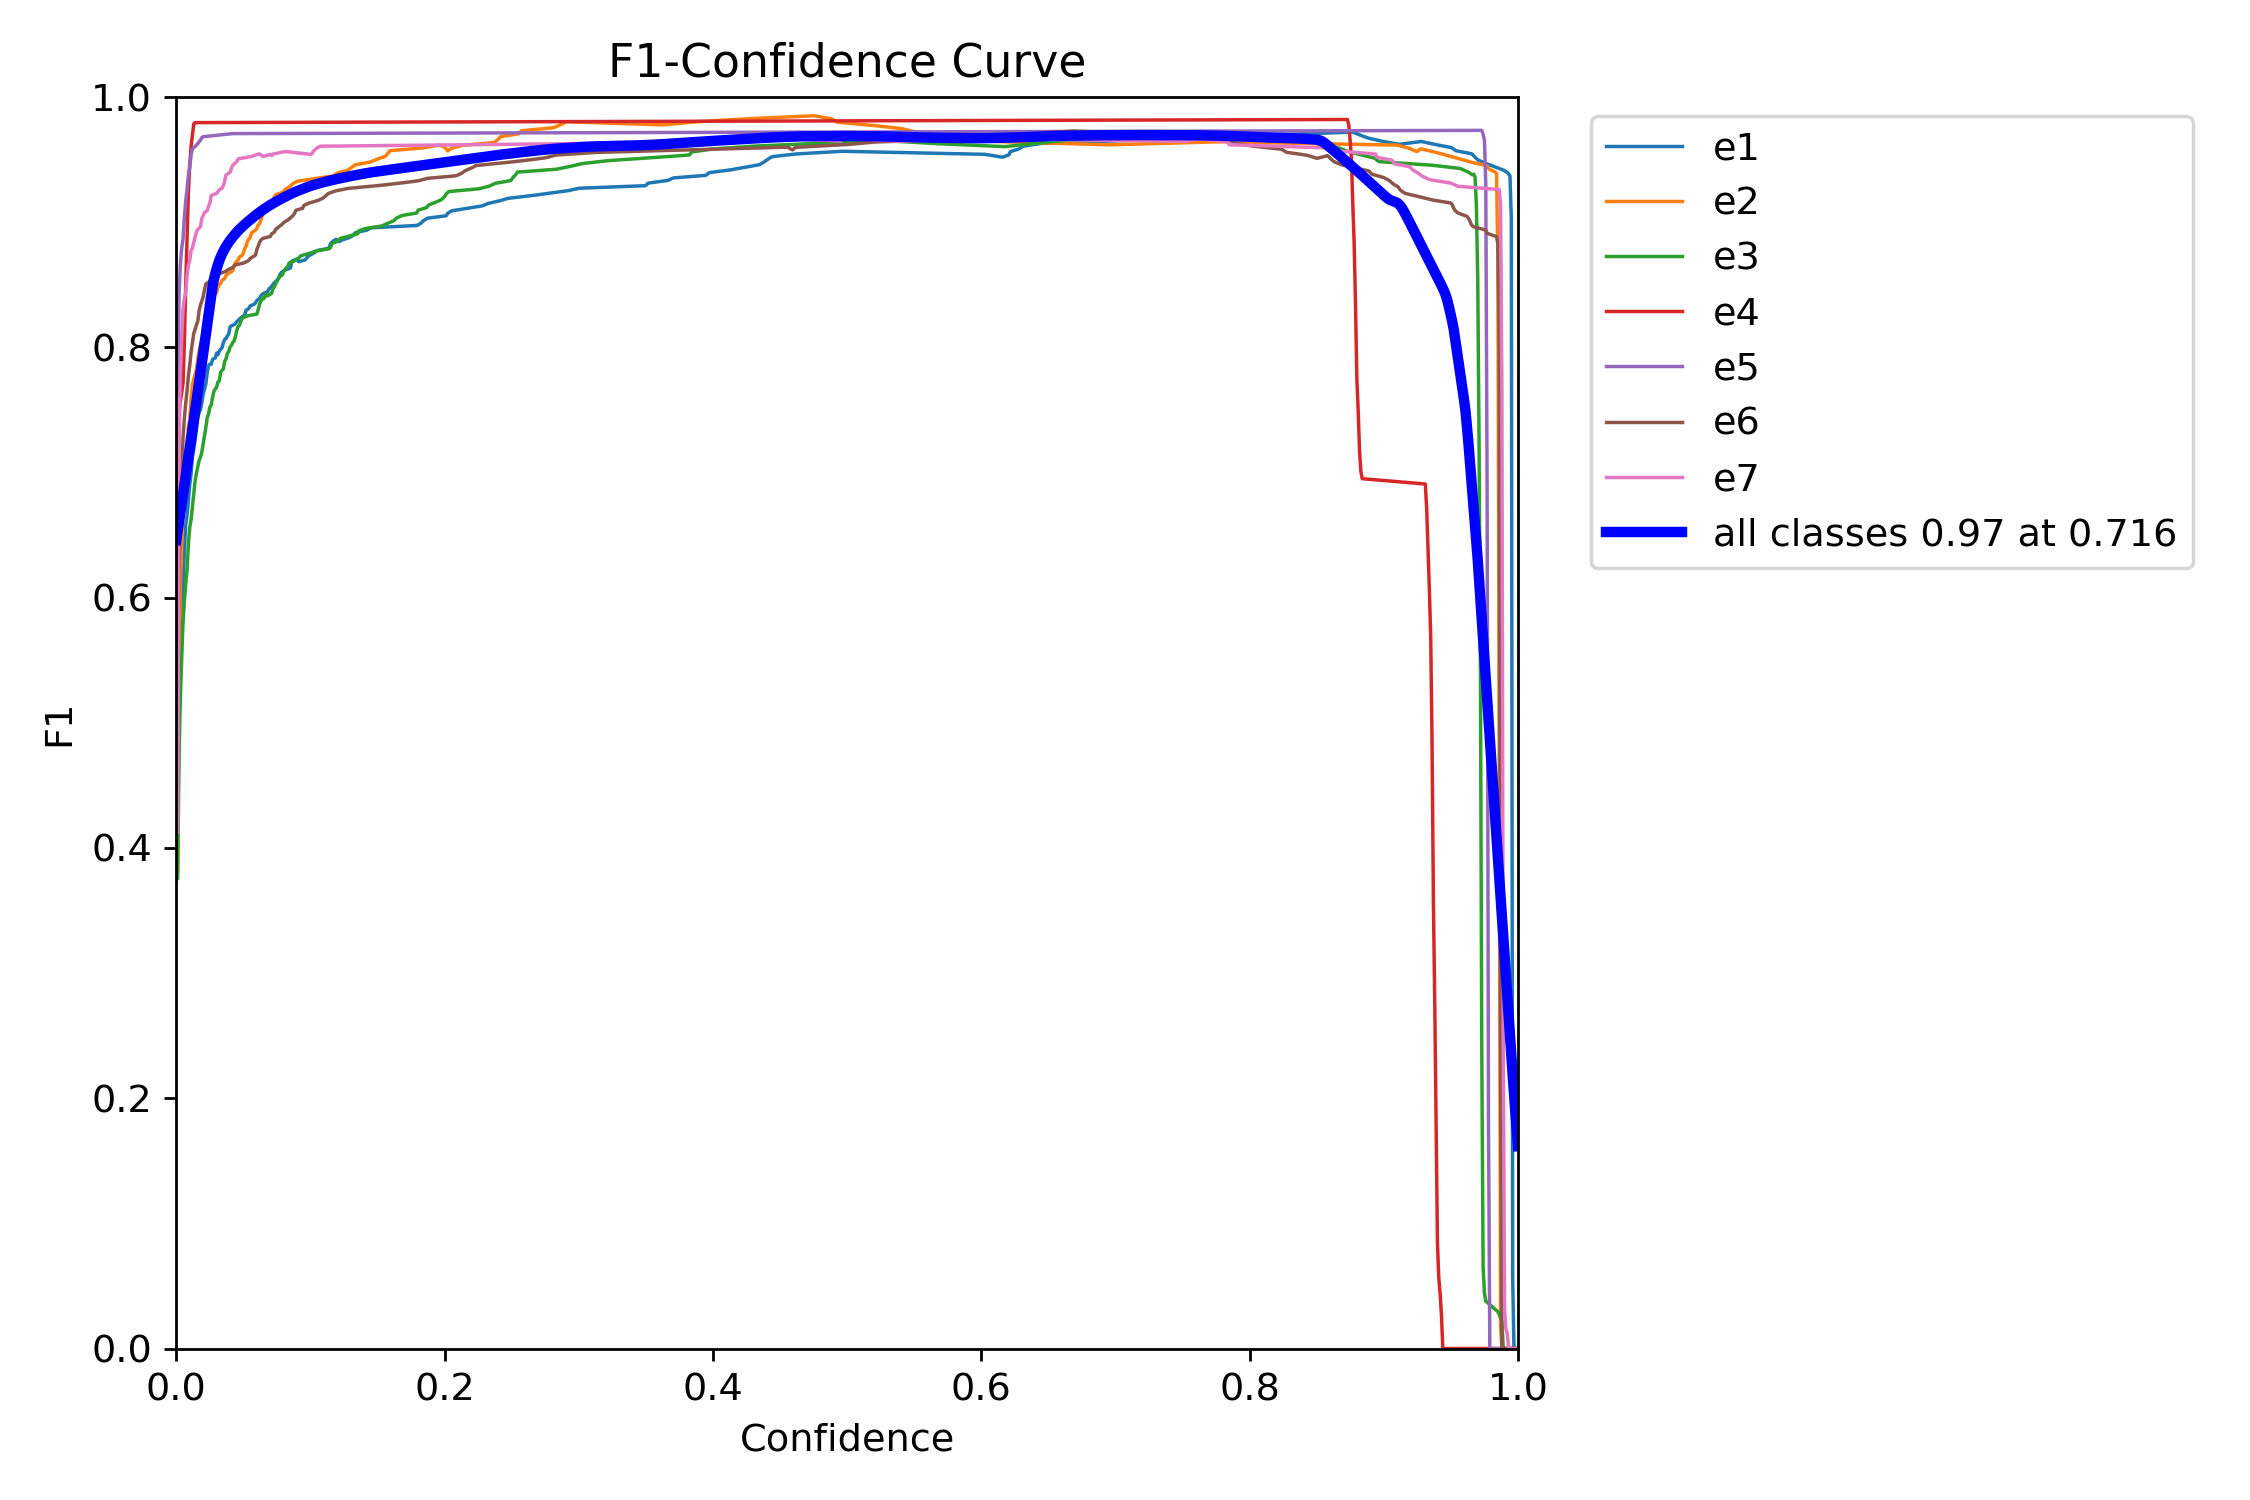 F1-Confidence Curve
1.0
0.8
0.6
0.4
0.2
0.0
F1
0.0 0.2 0.4 0.6 0.8 1.0
Confidence
e1
e2
e3
e4
e5
e6
e7
all classes 0.97 at 0.716